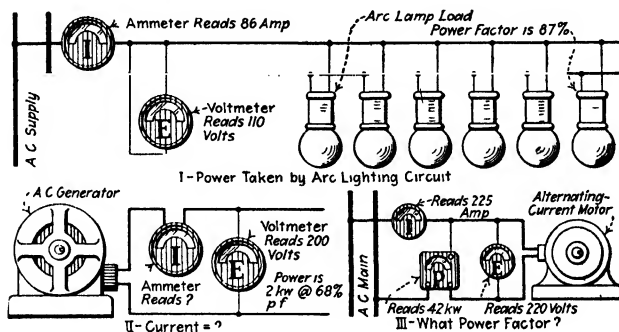 Ammeter Reads 86 Amp
Arc Lamp Load
Power Factor is 87%
I
A C Supply
Voltmeter
Reads 110
Volts
E
I-Power Taken by Arc Lighting Circuit
A C Generator
I
Ammeter
Reads ?
Voltmeter
Reads 200
Volts
E
Power is
2 kw @ 68%
p f
II-Current = ?
A C Main
I
Reads 225
Amp
Alternating-
Current Motor
P
E
Reads 42 kw
Reads 220 Volts
III-What Power Factor ?